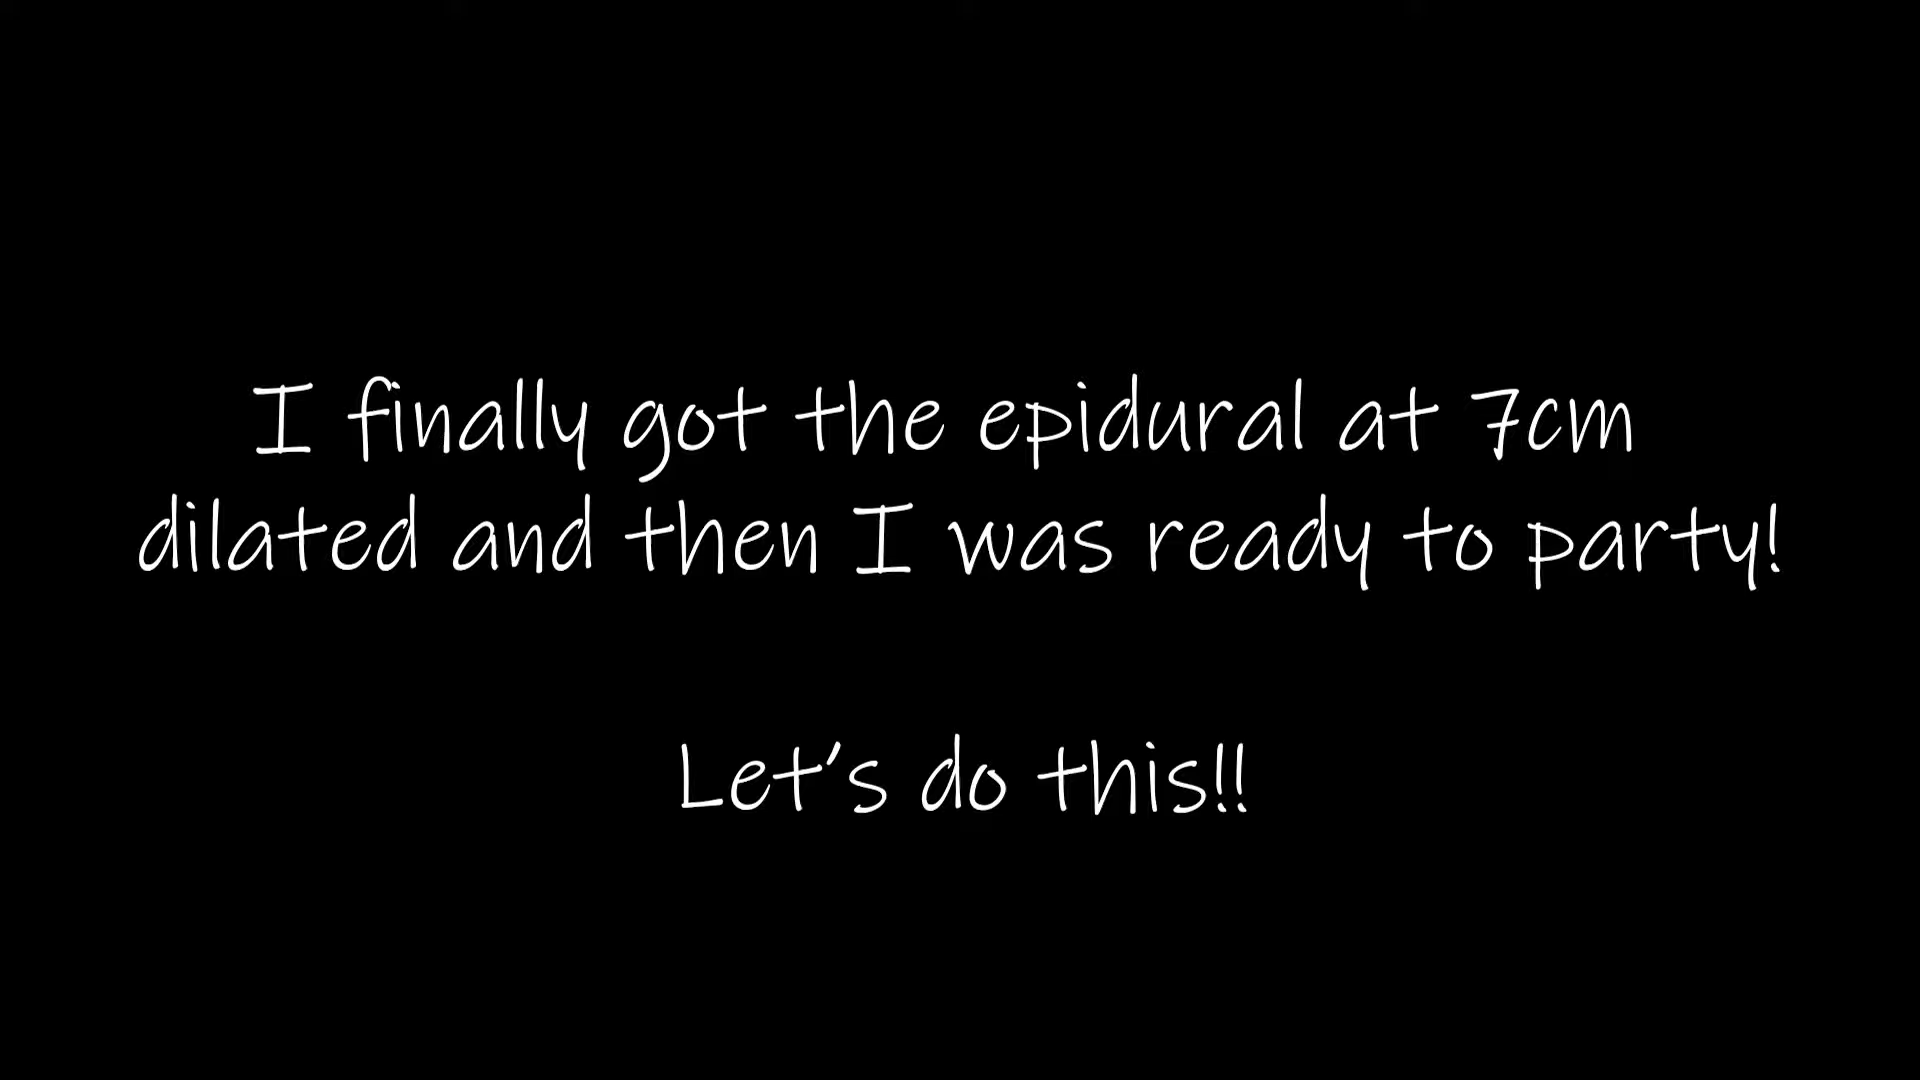 I finally got the epidural at 7cm
dilated and then I was ready to party!
Let's do this!!